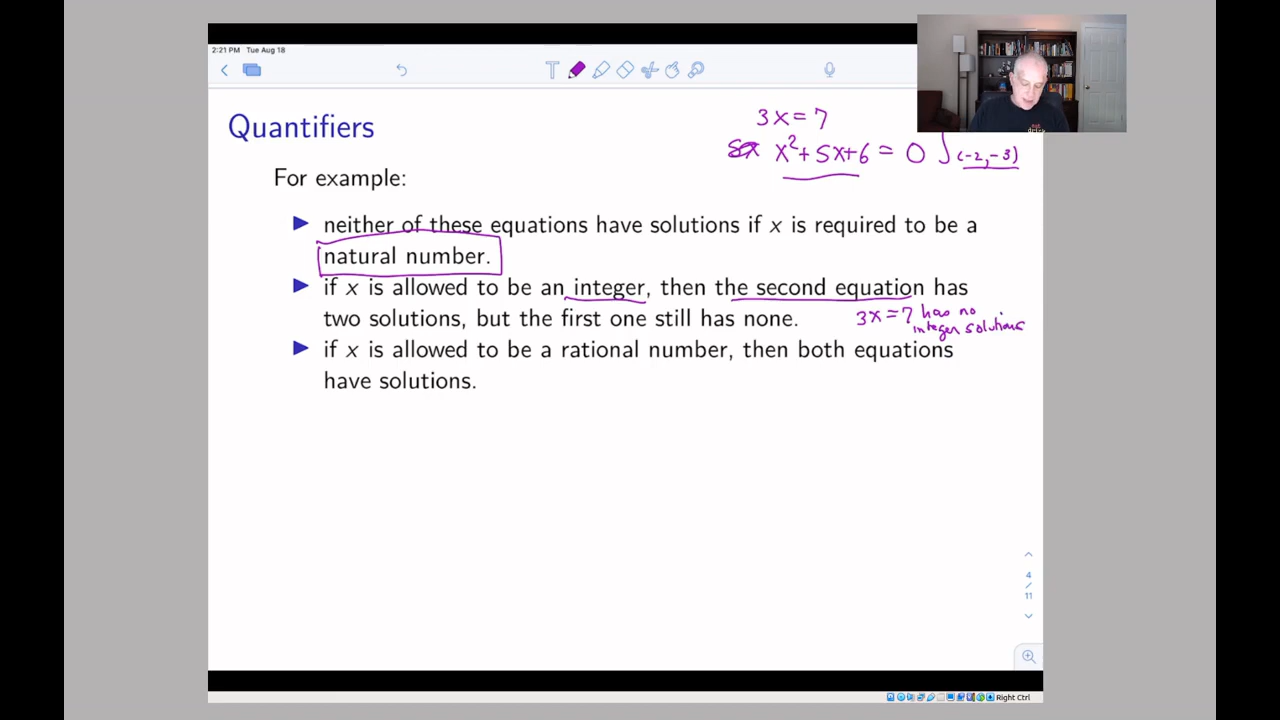 2:21 PM Tue Aug 18
3x = 7
Quantifiers
x² + 5x + 6 = 0 (-2, -3)
For example:
neither of these equations have solutions if x is required to be a
natural number.
if x is allowed to be an integer, then the second equation has
two solutions, but the first one still has none.
3x = 7 has no
integer solutions
if x is allowed to be a rational number, then both equations
have solutions.
4
/
11
Right Ctrl